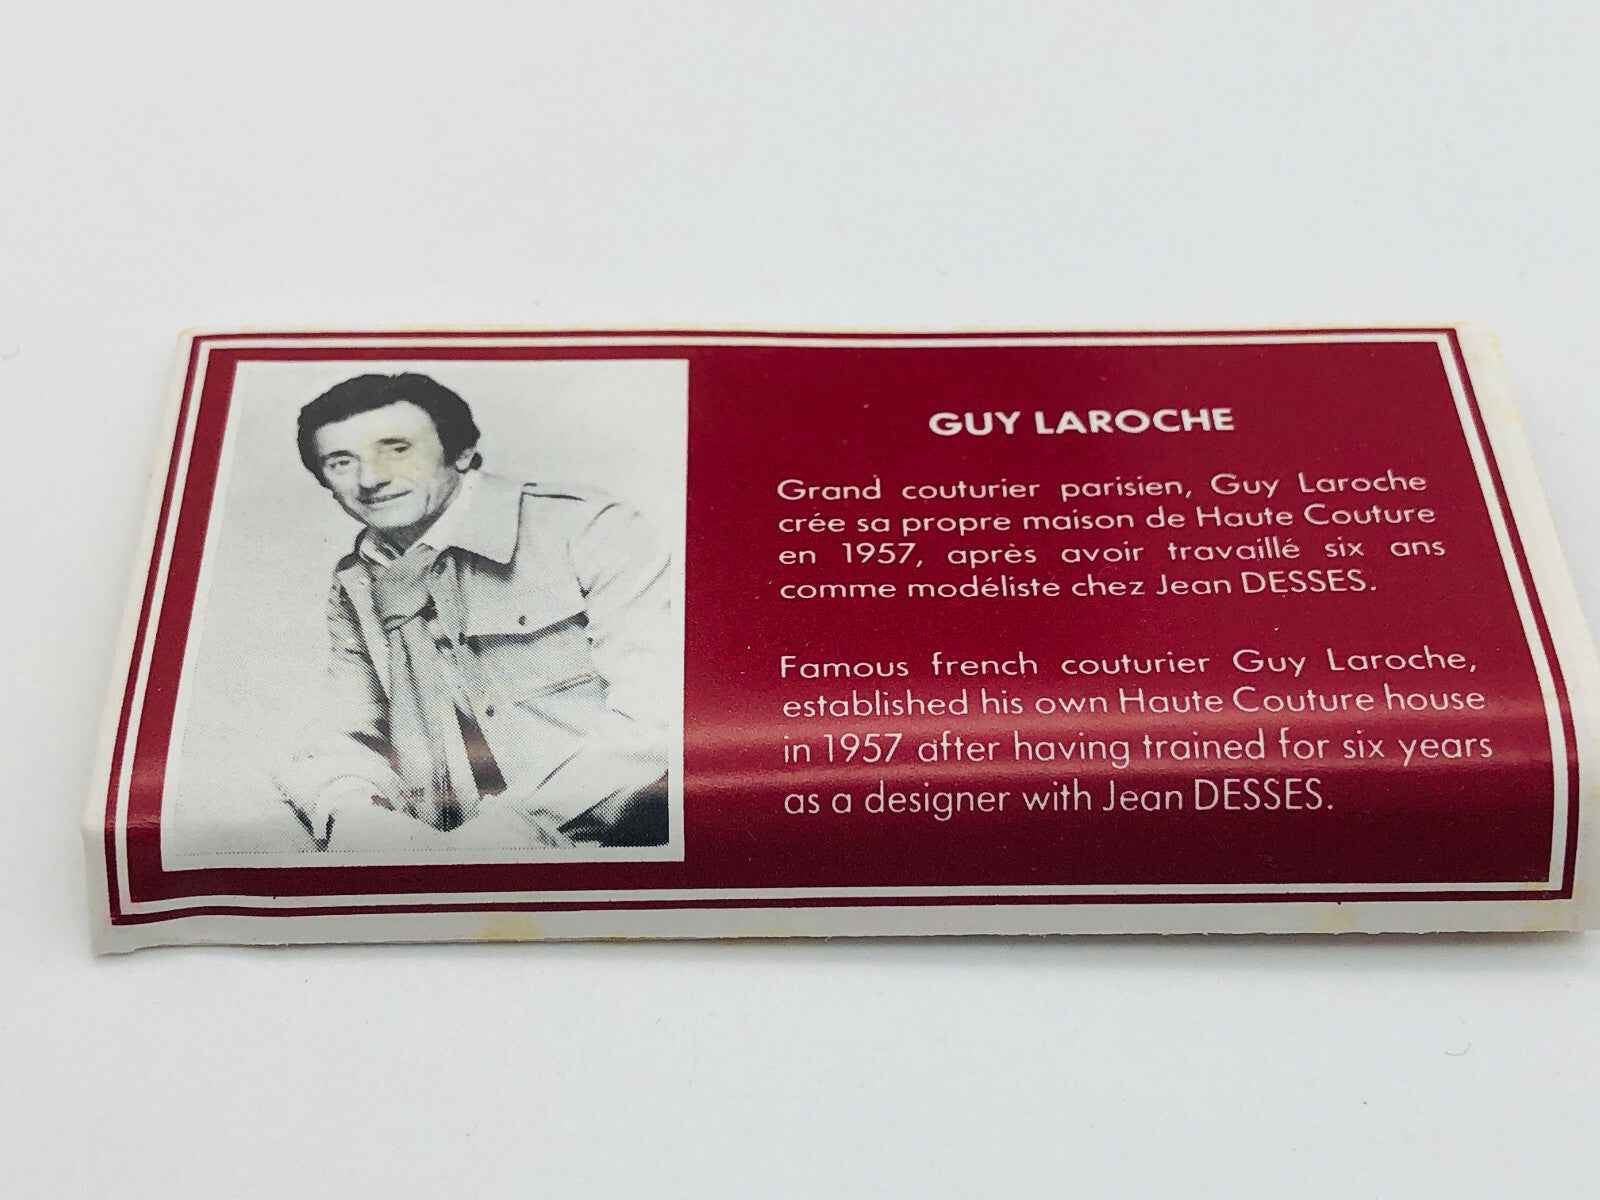 GUY LAROCHE
Grand couturier parisien, Guy Laroche
crée sa propre maison de Haute Couture
en 1957, après avoir travaillé six ans
comme modéliste chez Jean DESSES.
Famous french couturier Guy Laroche,
established his own Haute Couture house
in 1957 after having trained for six years
as a designer with Jean DESSES.